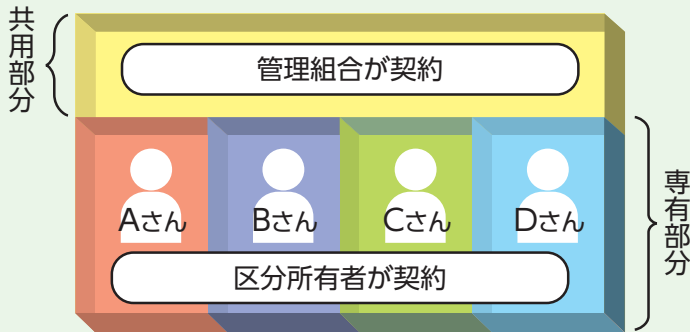 共用部分
管理組合が契約
Aさん
Bさん
Cさん
Dさん
専有部分
区分所有者が契約